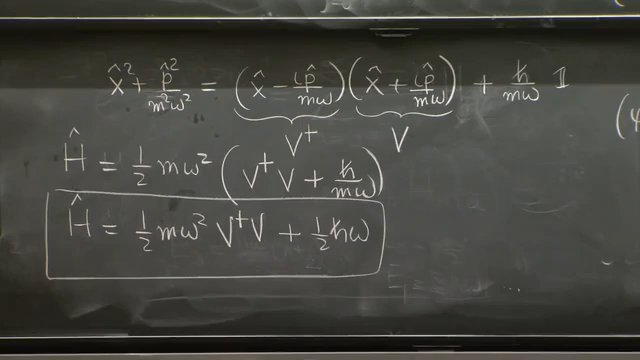 x̂² + p̂²/m²ω² = (x̂ - ip̂/mω)(x̂ + ip̂/mω) + ħ/mω 𝟙
V† V
Ĥ = 1/2 mω² (V†V + ħ/mω)
Ĥ = 1/2 mω² V†V + 1/2 ħω